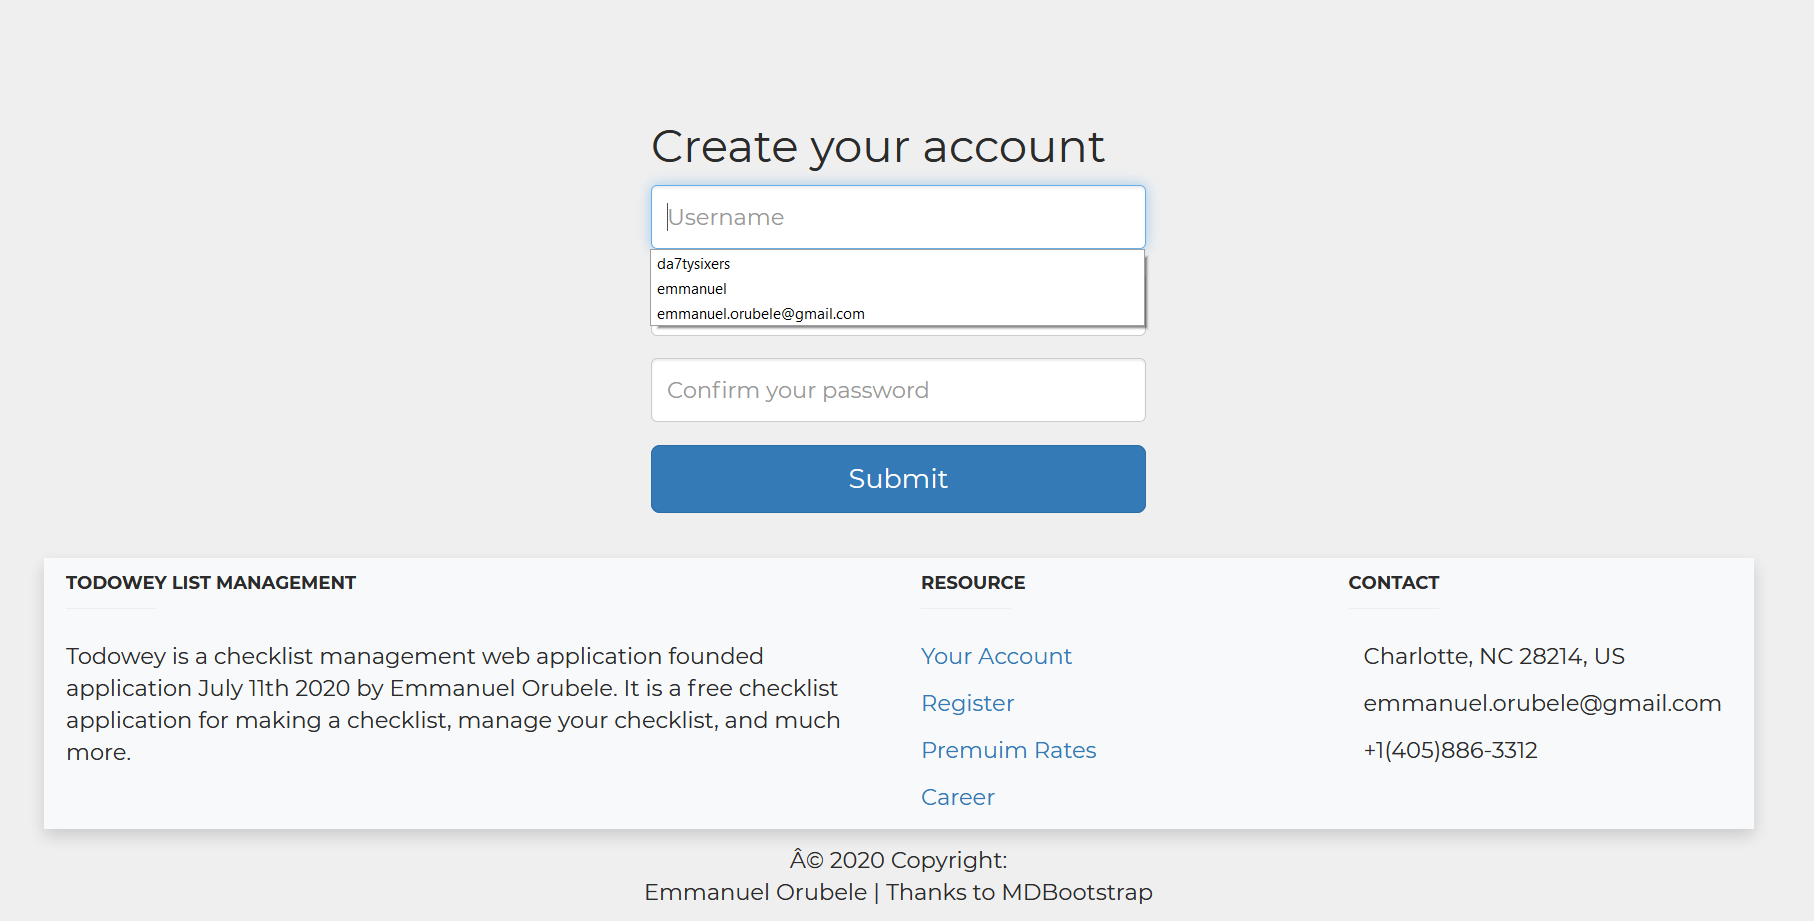 Create your account
Username
da7tysixers
emmanuel
emmanuel.orubele@gmail.com
Confirm your password
Submit
TODOWEY LIST MANAGEMENT
Todowey is a checklist management web application founded
application July 11th 2020 by Emmanuel Orubele. It is a free checklist
application for making a checklist, manage your checklist, and much
more.
RESOURCE
Your Account
Register
Premuim Rates
Career
CONTACT
Charlotte, NC 28214, US
emmanuel.orubele@gmail.com
+1(405)886-3312
Â© 2020 Copyright:
Emmanuel Orubele | Thanks to MDBootstrap